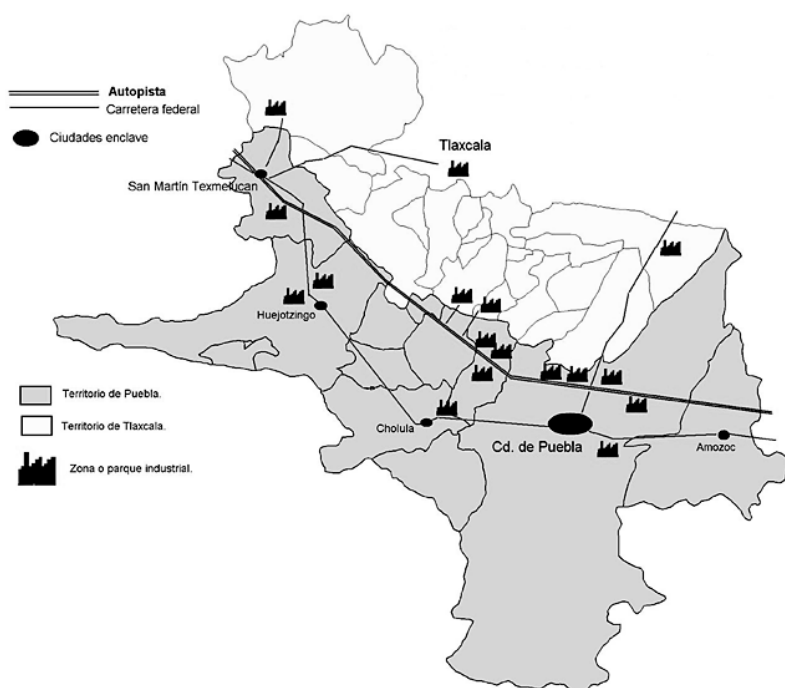 Autopista
Carretera federal
Ciudades enclave
Tlaxcala
San Martín Texmelucan
Huejotzingo
Territorio de Puebla.
Territorio de Tlaxcala.
Cholula
Cd. de Puebla
Amozoc
Zona o parque industrial.